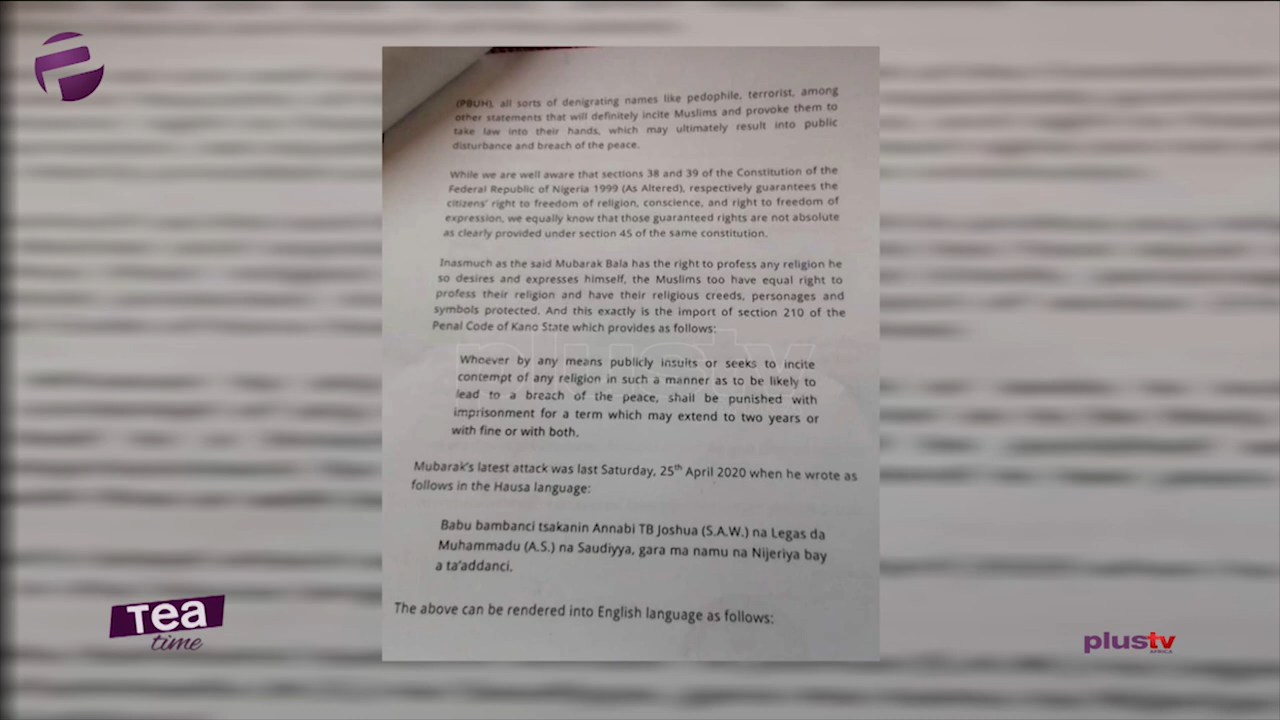 (PBUH), all sorts of denigrating names like pedophile, terrorist, among
other statements that will definitely incite Muslims and provoke them to
take law into their hands, which may ultimately result into public
disturbance and breach of the peace.
While we are well aware that sections 38 and 39 of the Constitution of the
Federal Republic of Nigeria 1999 (As Altered), respectively guarantees the
citizens' right to freedom of religion, conscience, and right to freedom of
expression, we equally know that those guaranteed rights are not absolute
as clearly provided under section 45 of the same constitution.
Inasmuch as the said Mubarak Bala has the right to profess any religion he
so desires and expresses himself, the Muslims too have equal right to
profess their religion and have their religious creeds, personages and
symbols protected. And this exactly is the import of section 210 of the
Penal Code of Kano State which provides as follows:
Whoever by any means publicly insults or seeks to incite
contempt of any religion in such a manner as to be likely to
lead to a breach of the peace, shall be punished with
imprisonment for a term which may extend to two years or
with fine or with both.
Mubarak's latest attack was last Saturday, 25th April 2020 when he wrote as
follows in the Hausa language:
Babu bambanci tsakanin Annabi TB Joshua (S.A.W.) na Legas da
Muhammadu (A.S.) na Saudiyya, gara ma namu na Nijeriya bay
a ta'addanci.
The above can be rendered into English language as follows:
plustv
Tea
time
plustv
AFRICA